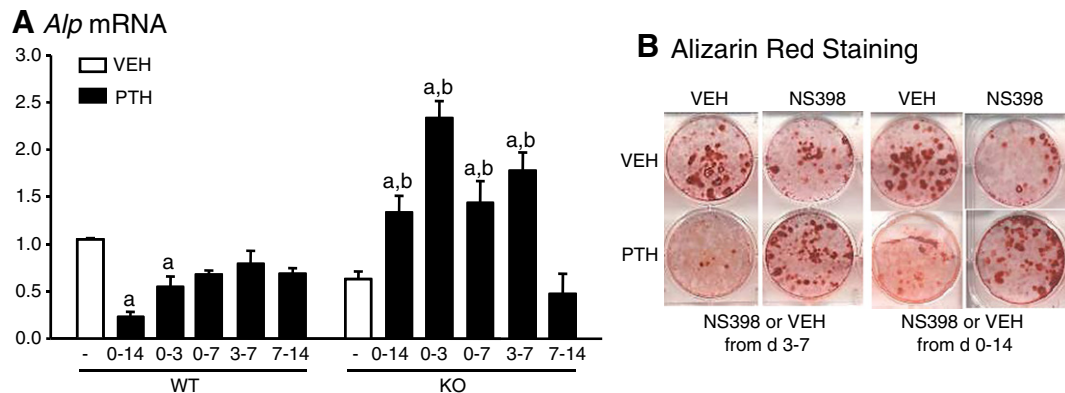 A Alp mRNA
3.0
2.5
2.0
1.5
1.0
0.5
0.0
VEH
PTH
a
a
a,b
a,b
a,b
a,b
- 0-14 0-3 0-7 3-7 7-14
- 0-14 0-3 0-7 3-7 7-14
WT
KO
B Alizarin Red Staining
VEH NS398 VEH NS398
VEH
PTH
NS398 or VEH
from d 3-7
NS398 or VEH
from d 0-14